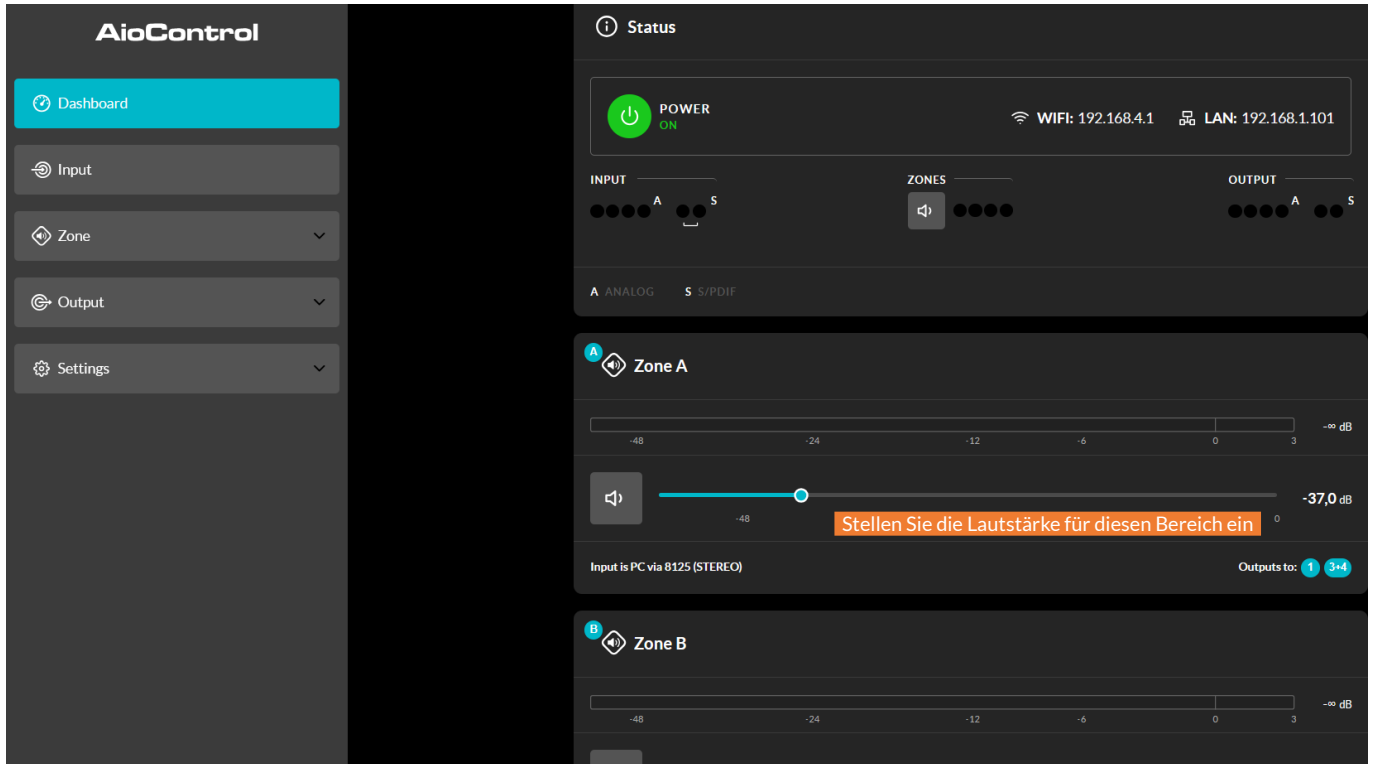 AioControl
Dashboard
Input
Zone
Output
Settings
Status
POWER
ON
WIFI: 192.168.4.1 LAN: 192.168.1.101
INPUT ZONES OUTPUT
A S A S
A ANALOG S S/PDIF
A
Zone A
-∞ dB
-48 -24 -12 -6 0 3
-37,0 dB
-48 0
Stellen Sie die Lautstärke für diesen Bereich ein
Input is PC via 8125 (STEREO) Outputs to: 1 3+4
B
Zone B
-∞ dB
-48 -24 -12 -6 0 3